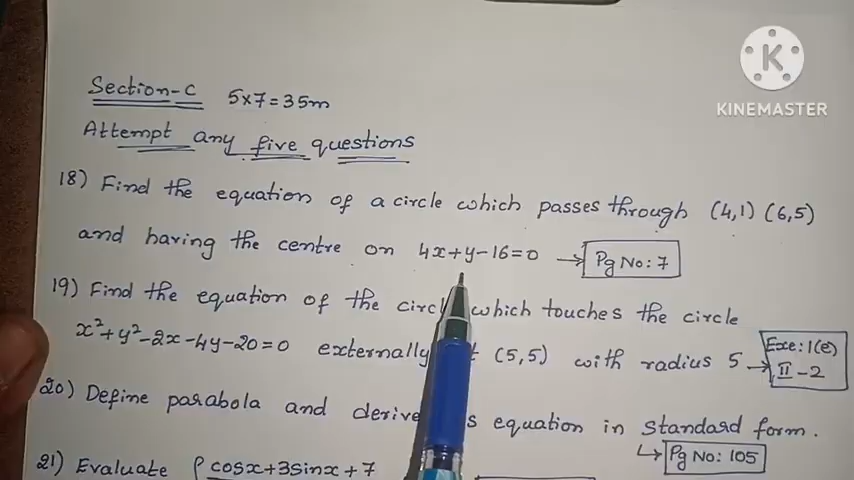 K
KINEMASTER
Section-C 5x7=35m
Attempt any five questions
18) Find the equation of a circle which passes through (4,1) (6,5)
and having the centre on 4x+y-16=0 → Pg No: 7
19) Find the equation of the circ which touches the circle
x²+y²-2x-4y-20=0 externally (5,5) with radius 5 → Exe: 1(e)
II-2
20) Define parabola and derive s equation in standard form.
↳ Pg No: 105
21) Evaluate ∫ cosx+3sinx+7